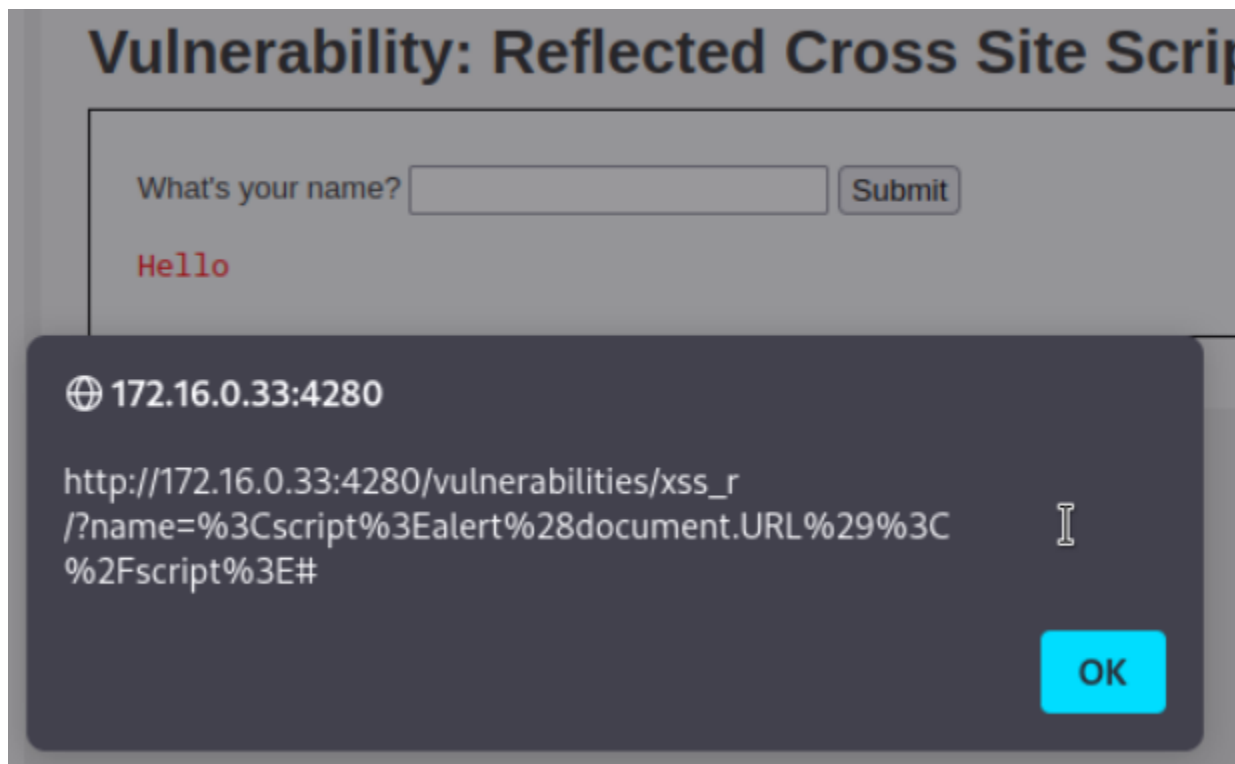 Vulnerability: Reflected Cross Site Scrip
What's your name? Submit
Hello
172.16.0.33:4280
http://172.16.0.33:4280/vulnerabilities/xss_r
/?name=%3Cscript%3Ealert%28document.URL%29%3C
%2Fscript%3E#
OK